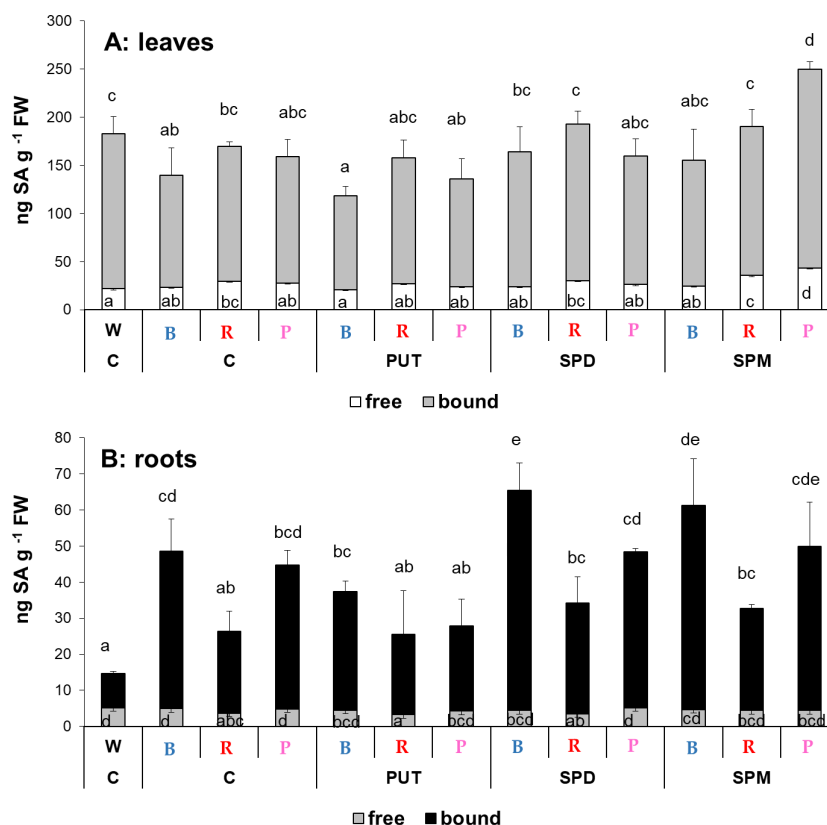 A: leaves
ng SA g -1 FW
300
250
200
150
100
50
0
c ab bc abc a abc ab bc c abc abc c d
a ab bc ab a ab ab ab bc ab ab c d
W B R P B R P B R P B R P
C C PUT SPD SPM
free bound
B: roots
ng SA g -1 FW
80
70
60
50
40
30
20
10
0
a cd ab bcd bc ab ab e bc cd de bc cde
d d abc d bcd a bcd bcd ab d cd bcd bcd
W B R P B R P B R P B R P
C C PUT SPD SPM
free bound